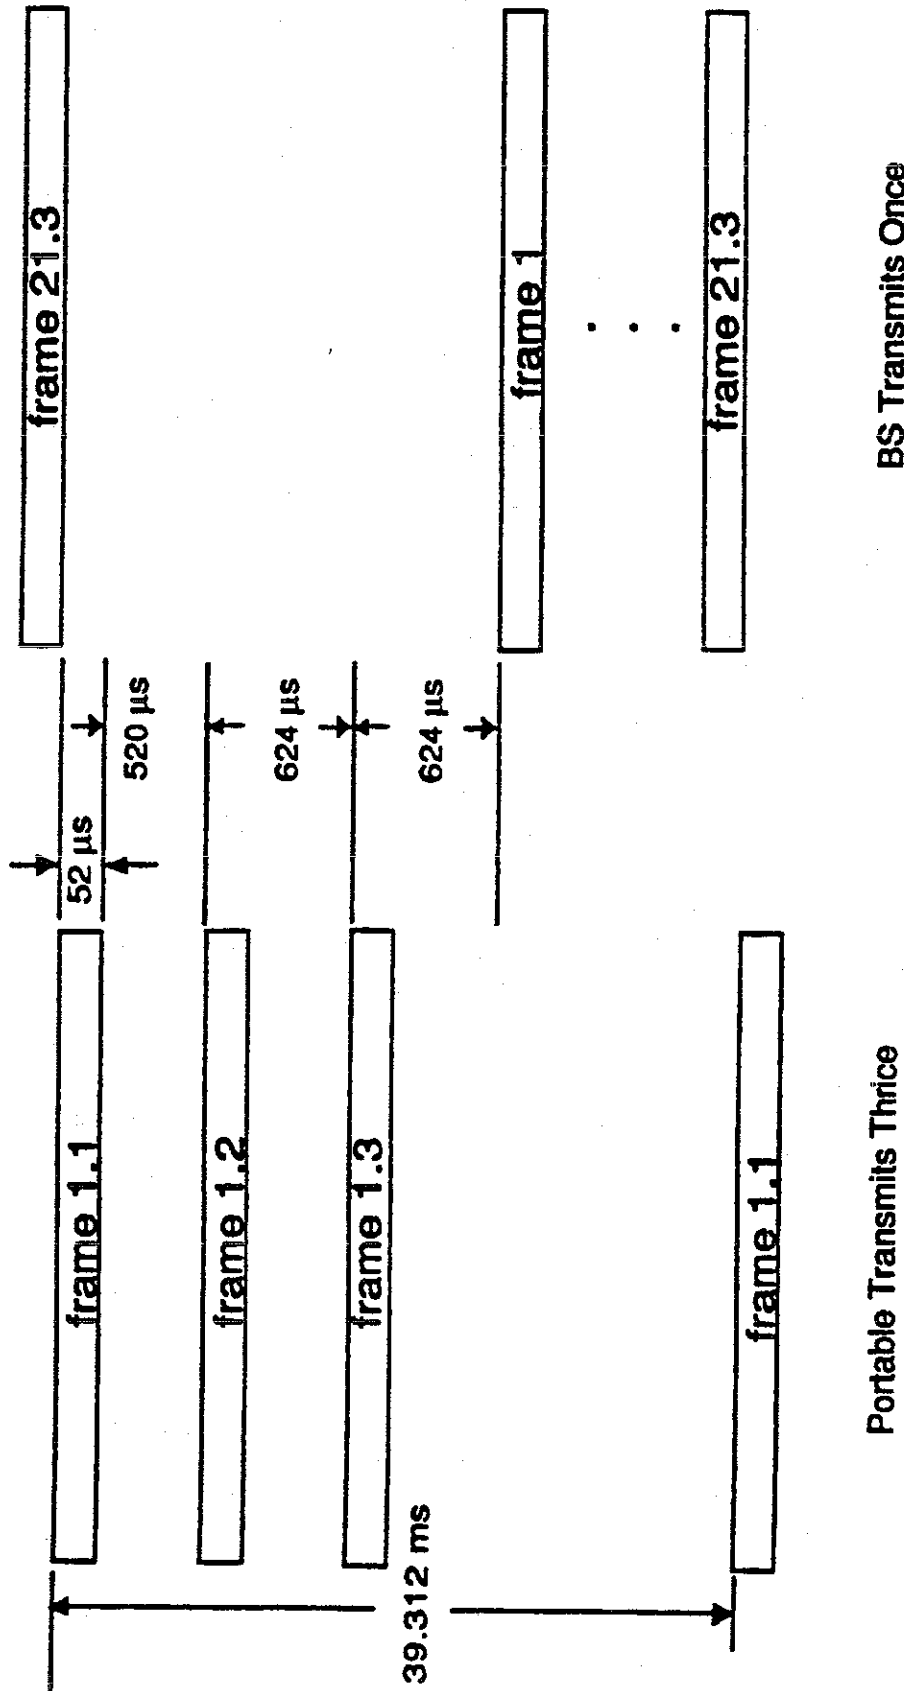 frame 1.1
frame 1.2
frame 1.3
frame 1.1
39.312 ms
52 µs
520 µs
624 µs
624 µs
frame 21.3
frame 1
. . .
frame 21.3
Portable Transmits Thrice
BS Transmits Once